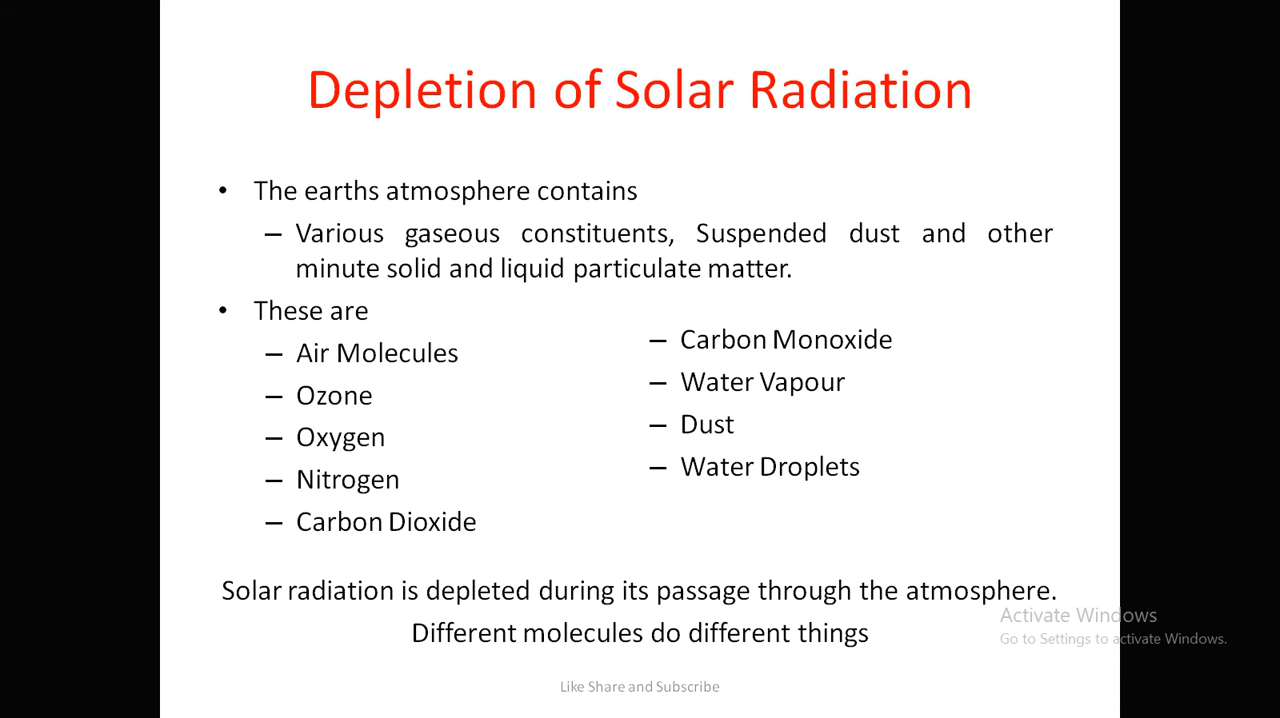 Depletion of Solar Radiation
• The earths atmosphere contains
– Various gaseous constituents, Suspended dust and other
minute solid and liquid particulate matter.
• These are
– Air Molecules
– Ozone
– Oxygen
– Nitrogen
– Carbon Dioxide
– Carbon Monoxide
– Water Vapour
– Dust
– Water Droplets
Solar radiation is depleted during its passage through the atmosphere.
Different molecules do different things
Activate Windows
Go to Settings to activate Windows.
Like Share and Subscribe